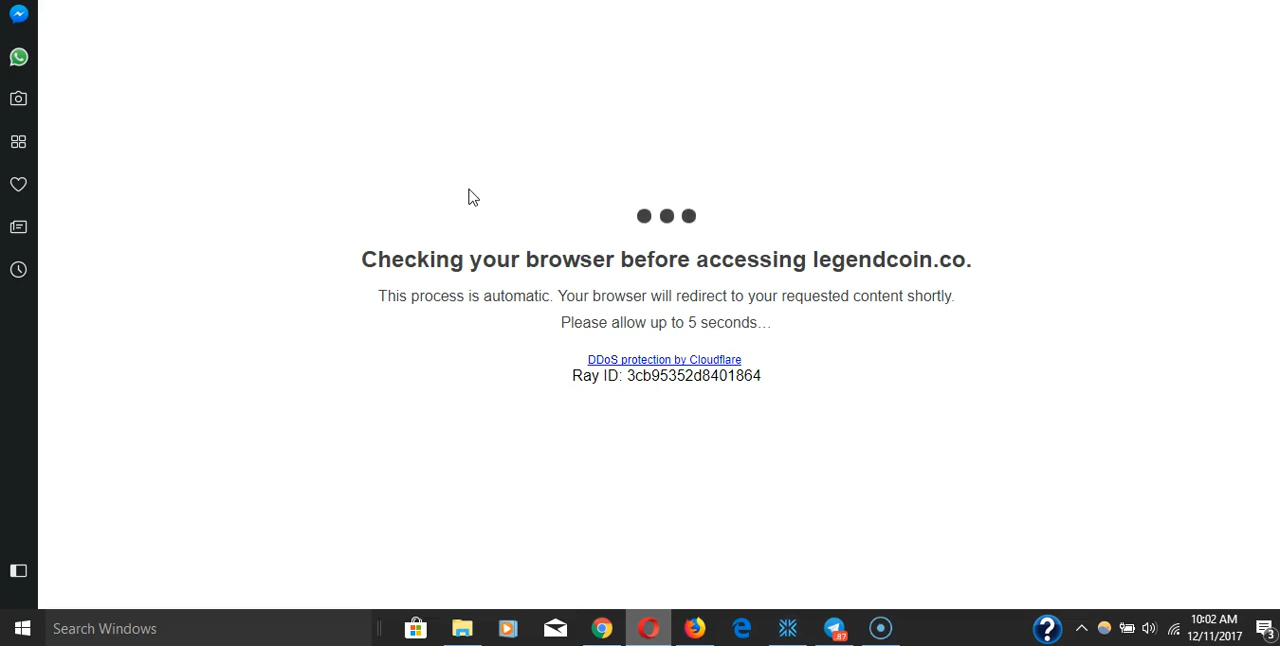 Checking your browser before accessing legendcoin.co.
This process is automatic. Your browser will redirect to your requested content shortly.
Please allow up to 5 seconds…
DDoS protection by Cloudflare
Ray ID: 3cb95352d8401864
Search Windows
.87
?
10:02 AM
12/11/2017
3